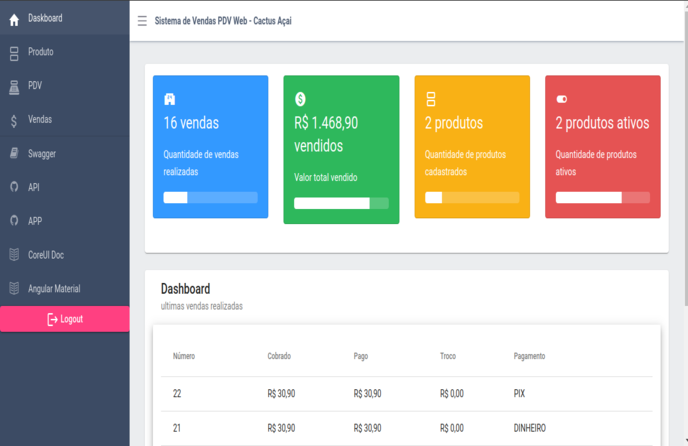 Daskboard
Produto
PDV
Vendas
Swagger
API
APP
CoreUI Doc
Angular Material
Logout
Sistema de Vendas PDV Web - Cactus Açai
16 vendas
Quantidade de vendas
realizadas
R$ 1.468,90
vendidos
Valor total vendido
2 produtos
Quantidade de produtos
cadastrados
2 produtos ativos
Quantidade de produtos
ativos
Dashboard
ultimas vendas realizadas
Número Cobrado Pago Troco Pagamento
22 R$ 30,90 R$ 30,90 R$ 0,00 PIX
21 R$ 30,90 R$ 30,90 R$ 0,00 DINHEIRO